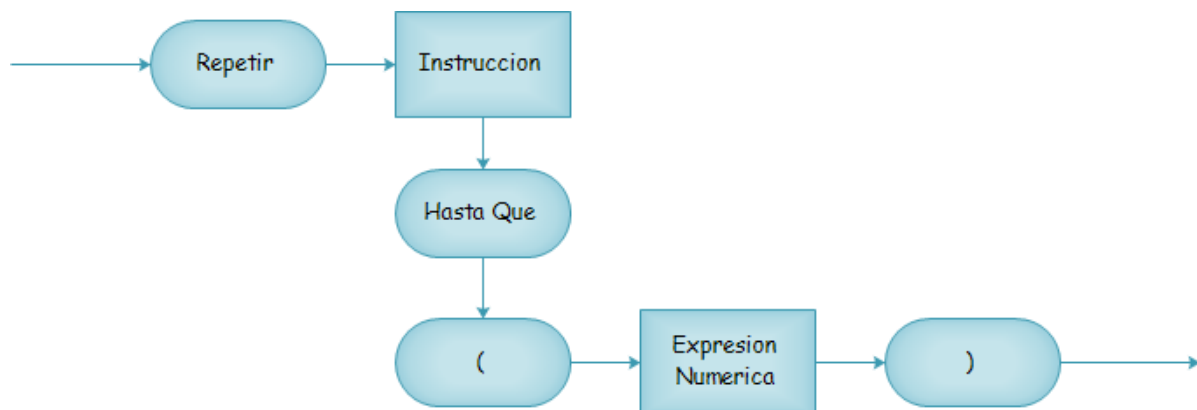 Repetir
Instruccion
Hasta Que
(
Expresion
Numerica
)